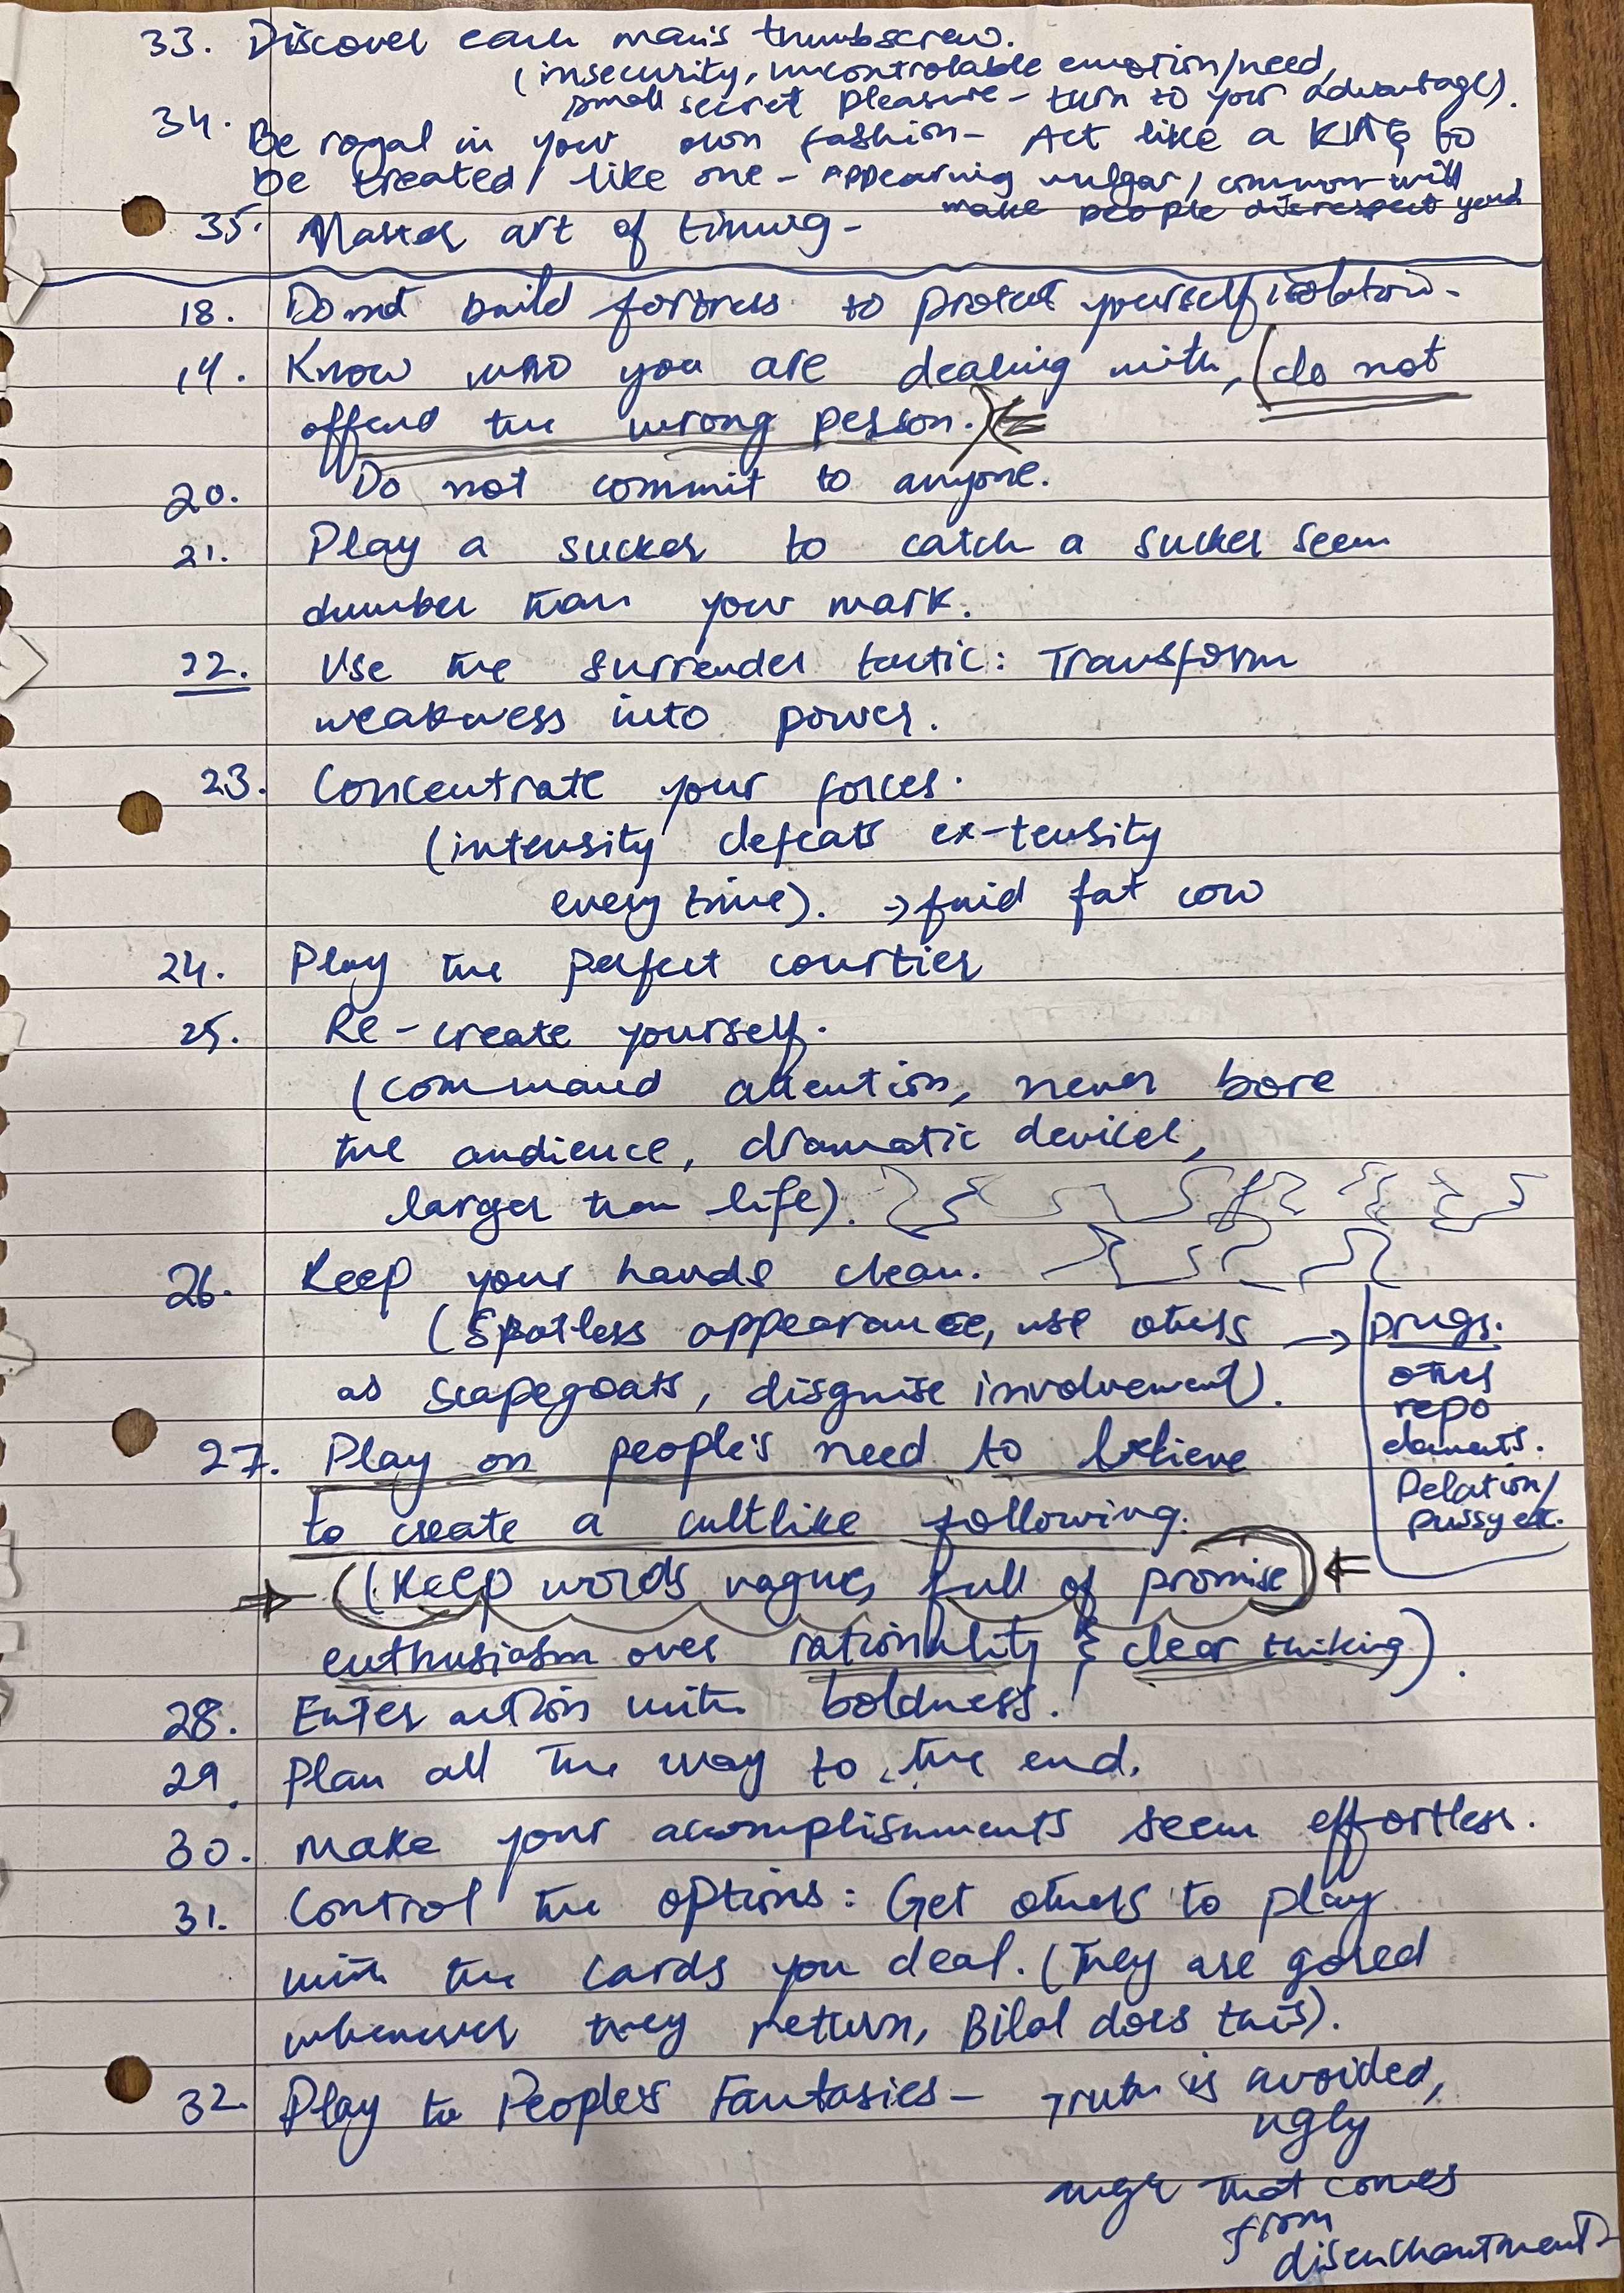 33. Discover each man's thumbscrew.
(insecurity, uncontrolable emotion/need,
small secret pleasure - turn to your advantage).
34. Be royal in your own fashion - Act like a KING to
be treated like one - Appearing vulgar, common will
make people disrespect you
35. Master art of timing -
18. Do not build fortress to protect yourself isolation -
19. Know who you are dealing with, (do not
offend the wrong person.)
20. Do not commit to anyone.
21. Play a sucker to catch a sucker seem
dumber than your mark.
22. Use the surrender tactic: Transform
weakness into power.
23. Concentrate your forces.
(intensity defeats ex-tensity
every time). → find fat cow
24. Play the perfect courtier
25. Re-create yourself.
(command attention, never bore
the audience, dramatic devices,
larger than life).
26. Keep your hands clean.
(Spotless appearance, use others →
as scapegoats, disguise involvement).
drugs.
others
repo
elements.
Relation/
pussy etc.
27. Play on people's need to believe
to create a cultlike following.
⇒ ((Keep words vague, full of promise) ⇐
enthusiasm over rationality & clear thinking).
28. Enter action with boldness.
29. Plan all the way to the end.
30. Make your accomplishments seem effortless.
31. Control the options: Get others to play
with the cards you deal. (They are gored
whenever they return, Bilal does this).
32. Play to People's Fantasies - Truth is avoided,
ugly
that comes
from
disenchantment -